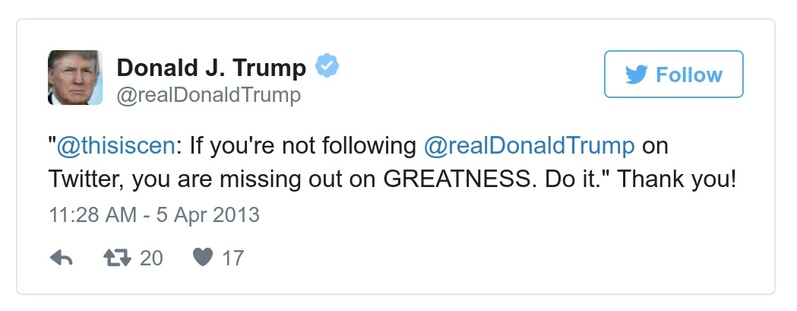 Donald J. Trump
@realDonaldTrump
Follow
"@thisiscen: If you're not following @realDonaldTrump on
Twitter, you are missing out on GREATNESS. Do it." Thank you!
11:28 AM - 5 Apr 2013
20 17